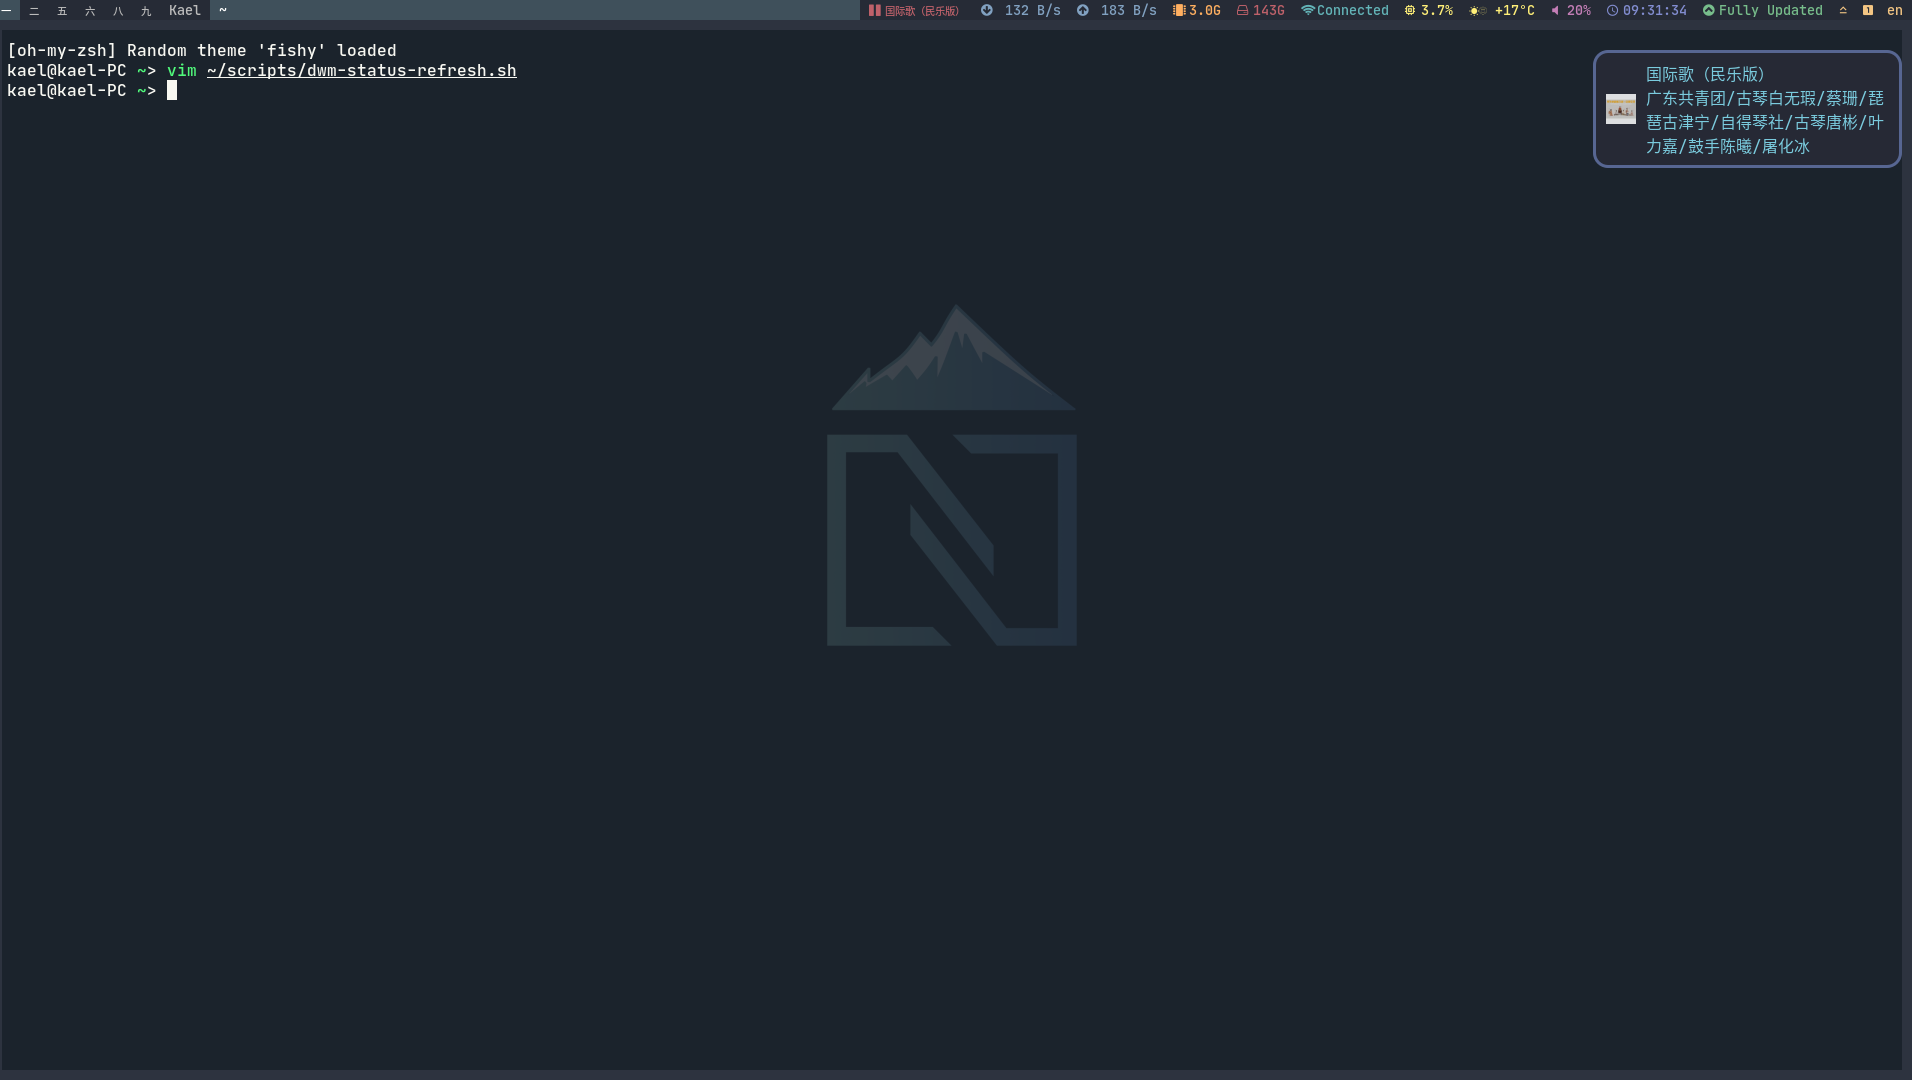 一 二 五 六 八 九 Kael ~ 国际歌（民乐版） 132 B/s 183 B/s 3.0G 143G Connected 3.7% +17°C 20% 09:31:34 Fully Updated 1 en
[oh-my-zsh] Random theme 'fishy' loaded
kael@kael-PC ~> vim ~/scripts/dwm-status-refresh.sh
kael@kael-PC ~>
国际歌（民乐版）
广东共青团/古琴白无瑕/蔡珊/琵
琶古津宁/自得琴社/古琴唐彬/叶
力嘉/鼓手陈曦/屠化冰